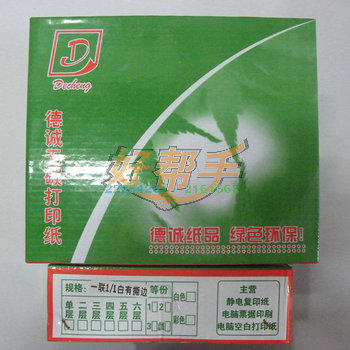 D
Decheng
德诚无碳打印纸
好帮手
德诚纸品 绿色环保!
规格: 一联1/1白有撕边
单层 二层 三层 四层 五层 六层
等份
1 2
3
白色
彩色
主营
静电复印纸
电脑票据印刷
电脑空白打印纸